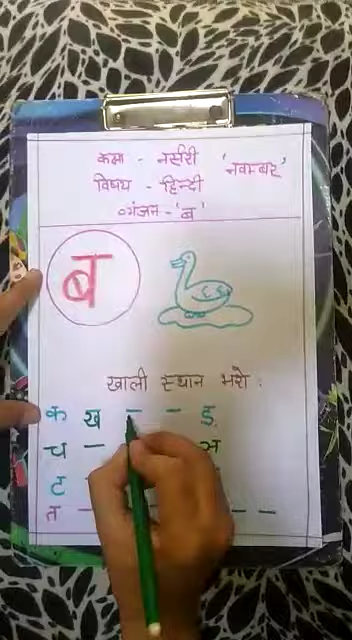 कक्षा - नर्सरी 'नवम्बर'
विषय - हिन्दी
व्यंजन - 'ब'
ब
खाली स्थान भरो :
क ख - - ङ
च - ञ
ट
त - - -